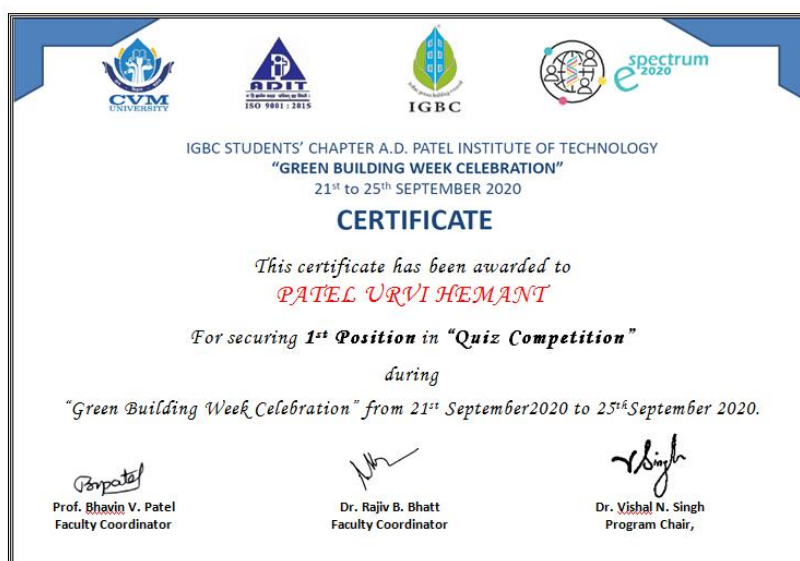 CVM
UNIVERSITY
ADIT
ISO 9001 : 2015
IGBC
e spectrum
2020
IGBC STUDENTS' CHAPTER A.D. PATEL INSTITUTE OF TECHNOLOGY
"GREEN BUILDING WEEK CELEBRATION"
21st to 25th SEPTEMBER 2020
CERTIFICATE
This certificate has been awarded to
PATEL URVI HEMANT
For securing 1st Position in "Quiz Competition"
during
"Green Building Week Celebration" from 21st September2020 to 25thSeptember 2020.
Bvpatel
VSingh
Prof. Bhavin V. Patel
Faculty Coordinator
Dr. Rajiv B. Bhatt
Faculty Coordinator
Dr. Vishal N. Singh
Program Chair,